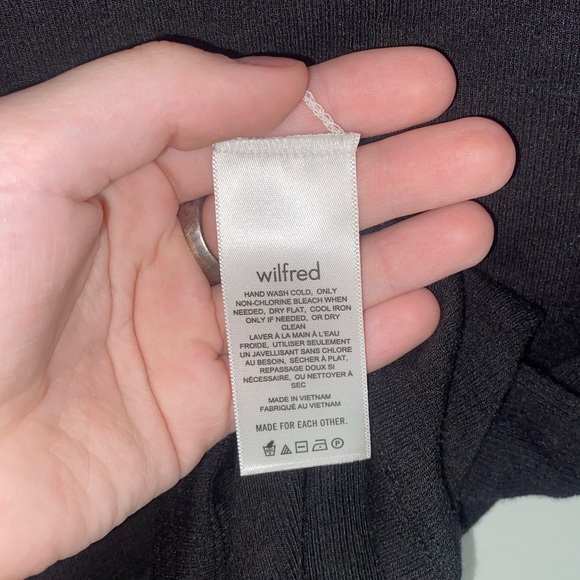 wilfred
HAND WASH COLD, ONLY
NON-CHLORINE BLEACH WHEN
NEEDED, DRY FLAT, COOL IRON
ONLY IF NEEDED, OR DRY
CLEAN
LAVER À LA MAIN À L'EAU
FROIDE, UTILISER SEULEMENT
UN JAVELLISANT SANS CHLORE
AU BESOIN, SÉCHER À PLAT,
REPASSAGE DOUX SI
NÉCESSAIRE, OU NETTOYER À
SEC
MADE IN VIETNAM
FABRIQUÉ AU VIETNAM
MADE FOR EACH OTHER.
P